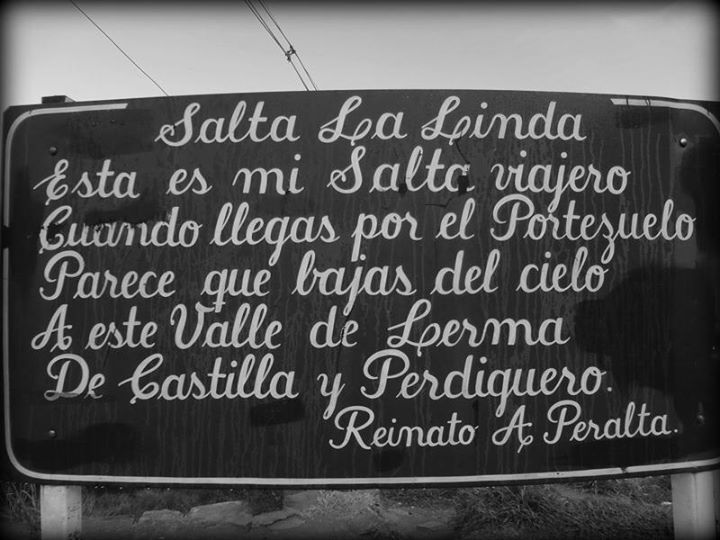 Salta La Linda
Esta es mi Salta viajero
Cuando llegas por el Portezuelo
Parece que bajas del cielo
A este Valle de Lerma
De Castilla y Perdiguero.
Reinato A Peralta.